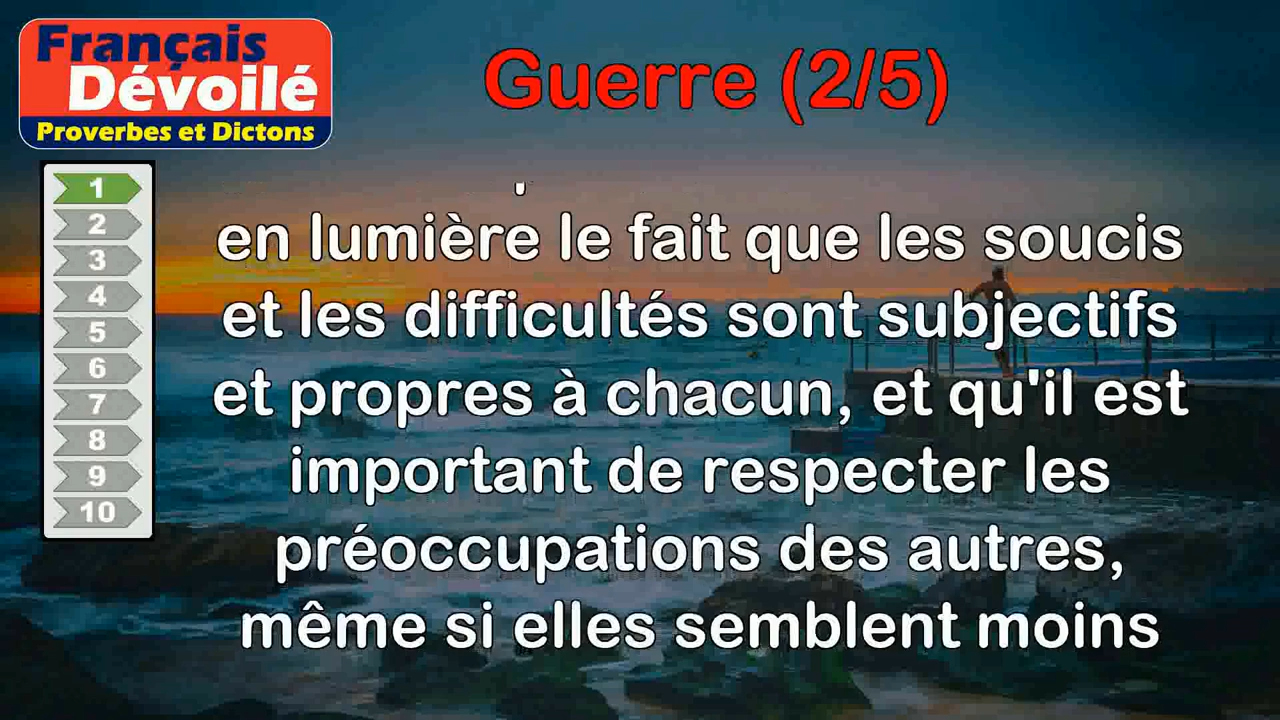 Français
Dévoilé
Proverbes et Dictons
Guerre (2/5)
1
2
3
4
5
6
7
8
9
10
en lumière le fait que les soucis
et les difficultés sont subjectifs
et propres à chacun, et qu'il est
important de respecter les
préoccupations des autres,
même si elles semblent moins